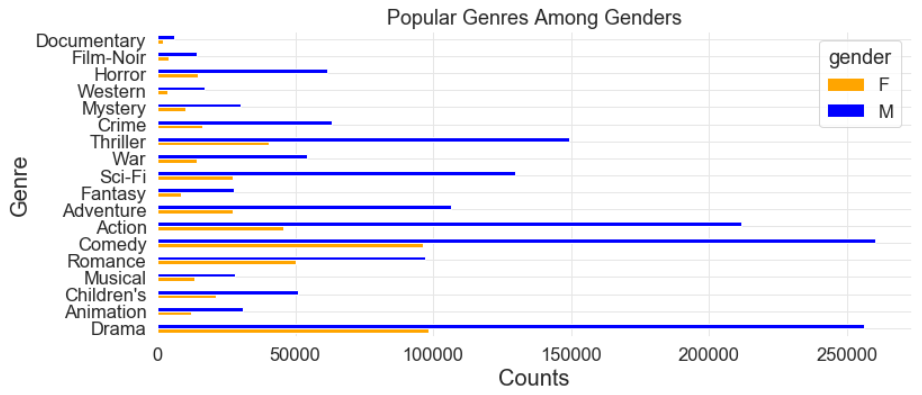 Popular Genres Among Genders
gender
F
M
Genre
Documentary
Film-Noir
Horror
Western
Mystery
Crime
Thriller
War
Sci-Fi
Fantasy
Adventure
Action
Comedy
Romance
Musical
Children's
Animation
Drama
0 50000 100000 150000 200000 250000
Counts